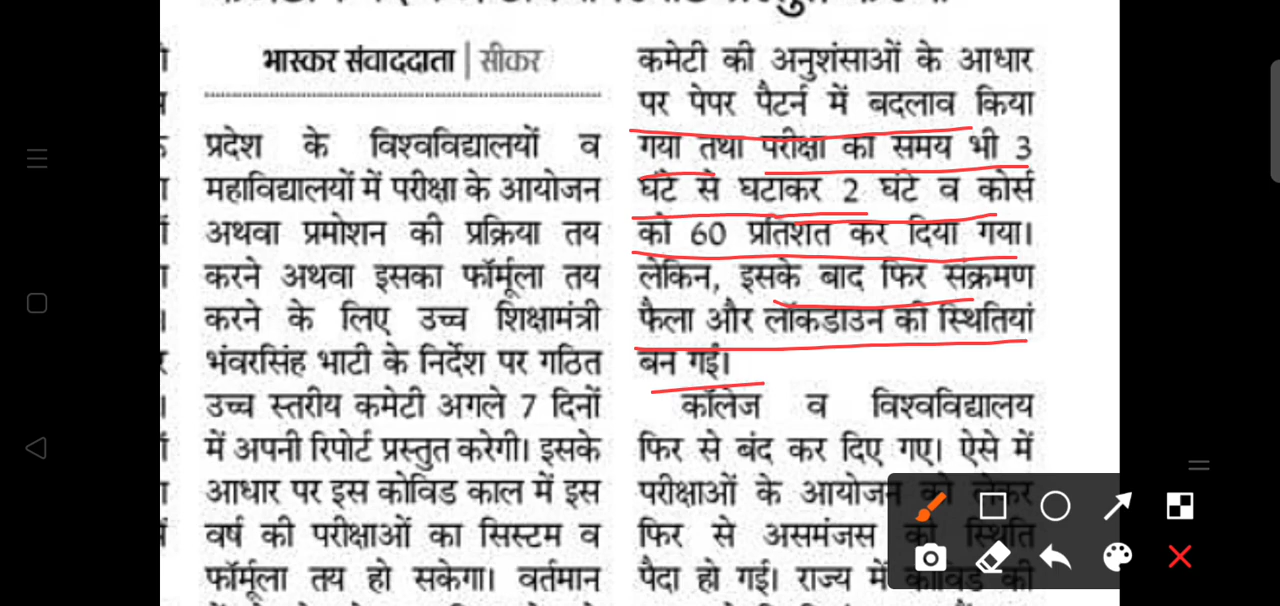 भास्कर संवाददाता | सीकर
प्रदेश के विश्वविद्यालयों व
महाविद्यालयों में परीक्षा के आयोजन
अथवा प्रमोशन की प्रक्रिया तय
करने अथवा इसका फॉर्मूला तय
करने के लिए उच्च शिक्षामंत्री
भंवरसिंह भाटी के निर्देश पर गठित
उच्च स्तरीय कमेटी अगले 7 दिनों
में अपनी रिपोर्ट प्रस्तुत करेगी। इसके
आधार पर इस कोविड काल में इस
वर्ष की परीक्षाओं का सिस्टम व
फॉर्मूला तय हो सकेगा। वर्तमान
कमेटी की अनुशंसाओं के आधार
पर पेपर पैटर्न में बदलाव किया
गया तथा परीक्षा का समय भी 3
घंटे से घटाकर 2 घंटे व कोर्स
को 60 प्रतिशत कर दिया गया।
लेकिन, इसके बाद फिर संक्रमण
फैला और लॉकडाउन की स्थितियां
बन गई।
कॉलेज व विश्वविद्यालय
फिर से बंद कर दिए गए। ऐसे में
परीक्षाओं के आयोजन को लेकर
फिर से असमंजस की स्थिति
पैदा हो गई। राज्य में कोविड की